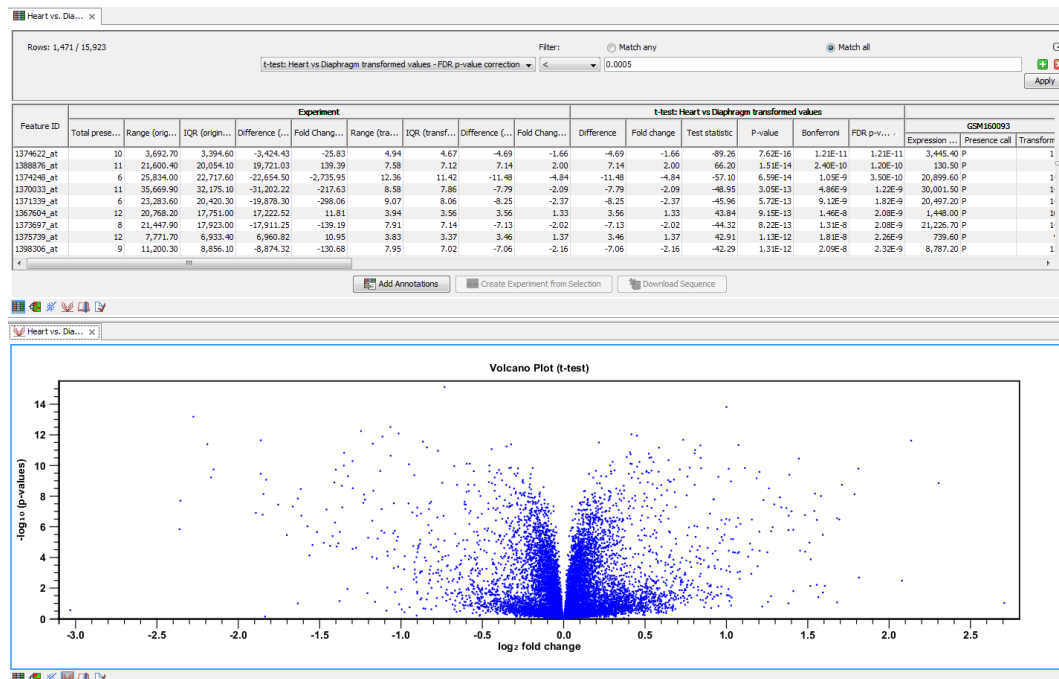 Heart vs. Dia... x
Rows: 1,471 / 15,923 Filter: Match any Match all
t-test: Heart vs Diaphragm transformed values - FDR p-value correction < 0.0005
Apply
Experiment t-test: Heart vs Diaphragm transformed values
Feature ID Total prese... Range (orig... IQR (origin... Difference (... Fold Chang... Range (tra... IQR (transf... Difference (... Fold Chang... Difference Fold change Test statistic P-value Bonferroni FDR p-v... GSM160093
Expression ... Presence call Transform
1374622_at 10 3,692.70 3,394.60 -3,424.43 -25.83 4.94 4.67 -4.69 -1.66 -4.69 -1.66 -89.26 7.62E-16 1.21E-11 1.21E-11 3,445.40 P 1
1388876_at 11 21,600.40 20,054.10 19,721.03 139.39 7.58 7.12 7.14 2.00 7.14 2.00 66.20 1.51E-14 2.40E-10 1.20E-10 130.50 P
1374248_at 6 25,834.00 22,717.60 -22,654.50 -2,735.95 12.36 11.42 -11.48 -4.84 -11.48 -4.84 -57.10 6.59E-14 1.05E-9 3.50E-10 20,899.60 P 1
1370033_at 11 35,669.90 32,175.10 -31,202.22 -217.63 8.58 7.86 -7.79 -2.09 -7.79 -2.09 -48.95 3.05E-13 4.86E-9 1.22E-9 30,001.50 P 1
1371339_at 6 23,283.60 20,420.30 -19,878.30 -298.06 9.07 8.06 -8.25 -2.37 -8.25 -2.37 -45.96 5.72E-13 9.12E-9 1.82E-9 20,497.20 P 1
1367604_at 12 20,768.20 17,751.00 17,222.52 11.81 3.94 3.56 3.56 1.33 3.56 1.33 43.84 9.15E-13 1.46E-8 2.08E-9 1,448.00 P 10
1373697_at 8 21,447.90 17,923.00 -17,911.25 -139.19 7.91 7.14 -7.13 -2.02 -7.13 -2.02 -44.32 8.22E-13 1.31E-8 2.08E-9 21,226.70 P 1
1375739_at 12 7,771.70 6,933.40 6,960.82 10.95 3.83 3.37 3.46 1.37 3.46 1.37 42.91 1.13E-12 1.81E-8 2.26E-9 739.60 P
1398306_at 9 11,200.30 8,856.10 -8,874.32 -130.68 7.95 7.02 -7.06 -2.16 -7.06 -2.16 -42.29 1.31E-12 2.09E-8 2.32E-9 8,787.20 P 1
Add Annotations Create Experiment from Selection Download Sequence
Heart vs. Dia... x
Volcano Plot (t-test)
-log₁₀ (p-values)
14
12
10
8
6
4
2
0
-3.0 -2.5 -2.0 -1.5 -1.0 -0.5 0.0 0.5 1.0 1.5 2.0 2.5
log₂ fold change